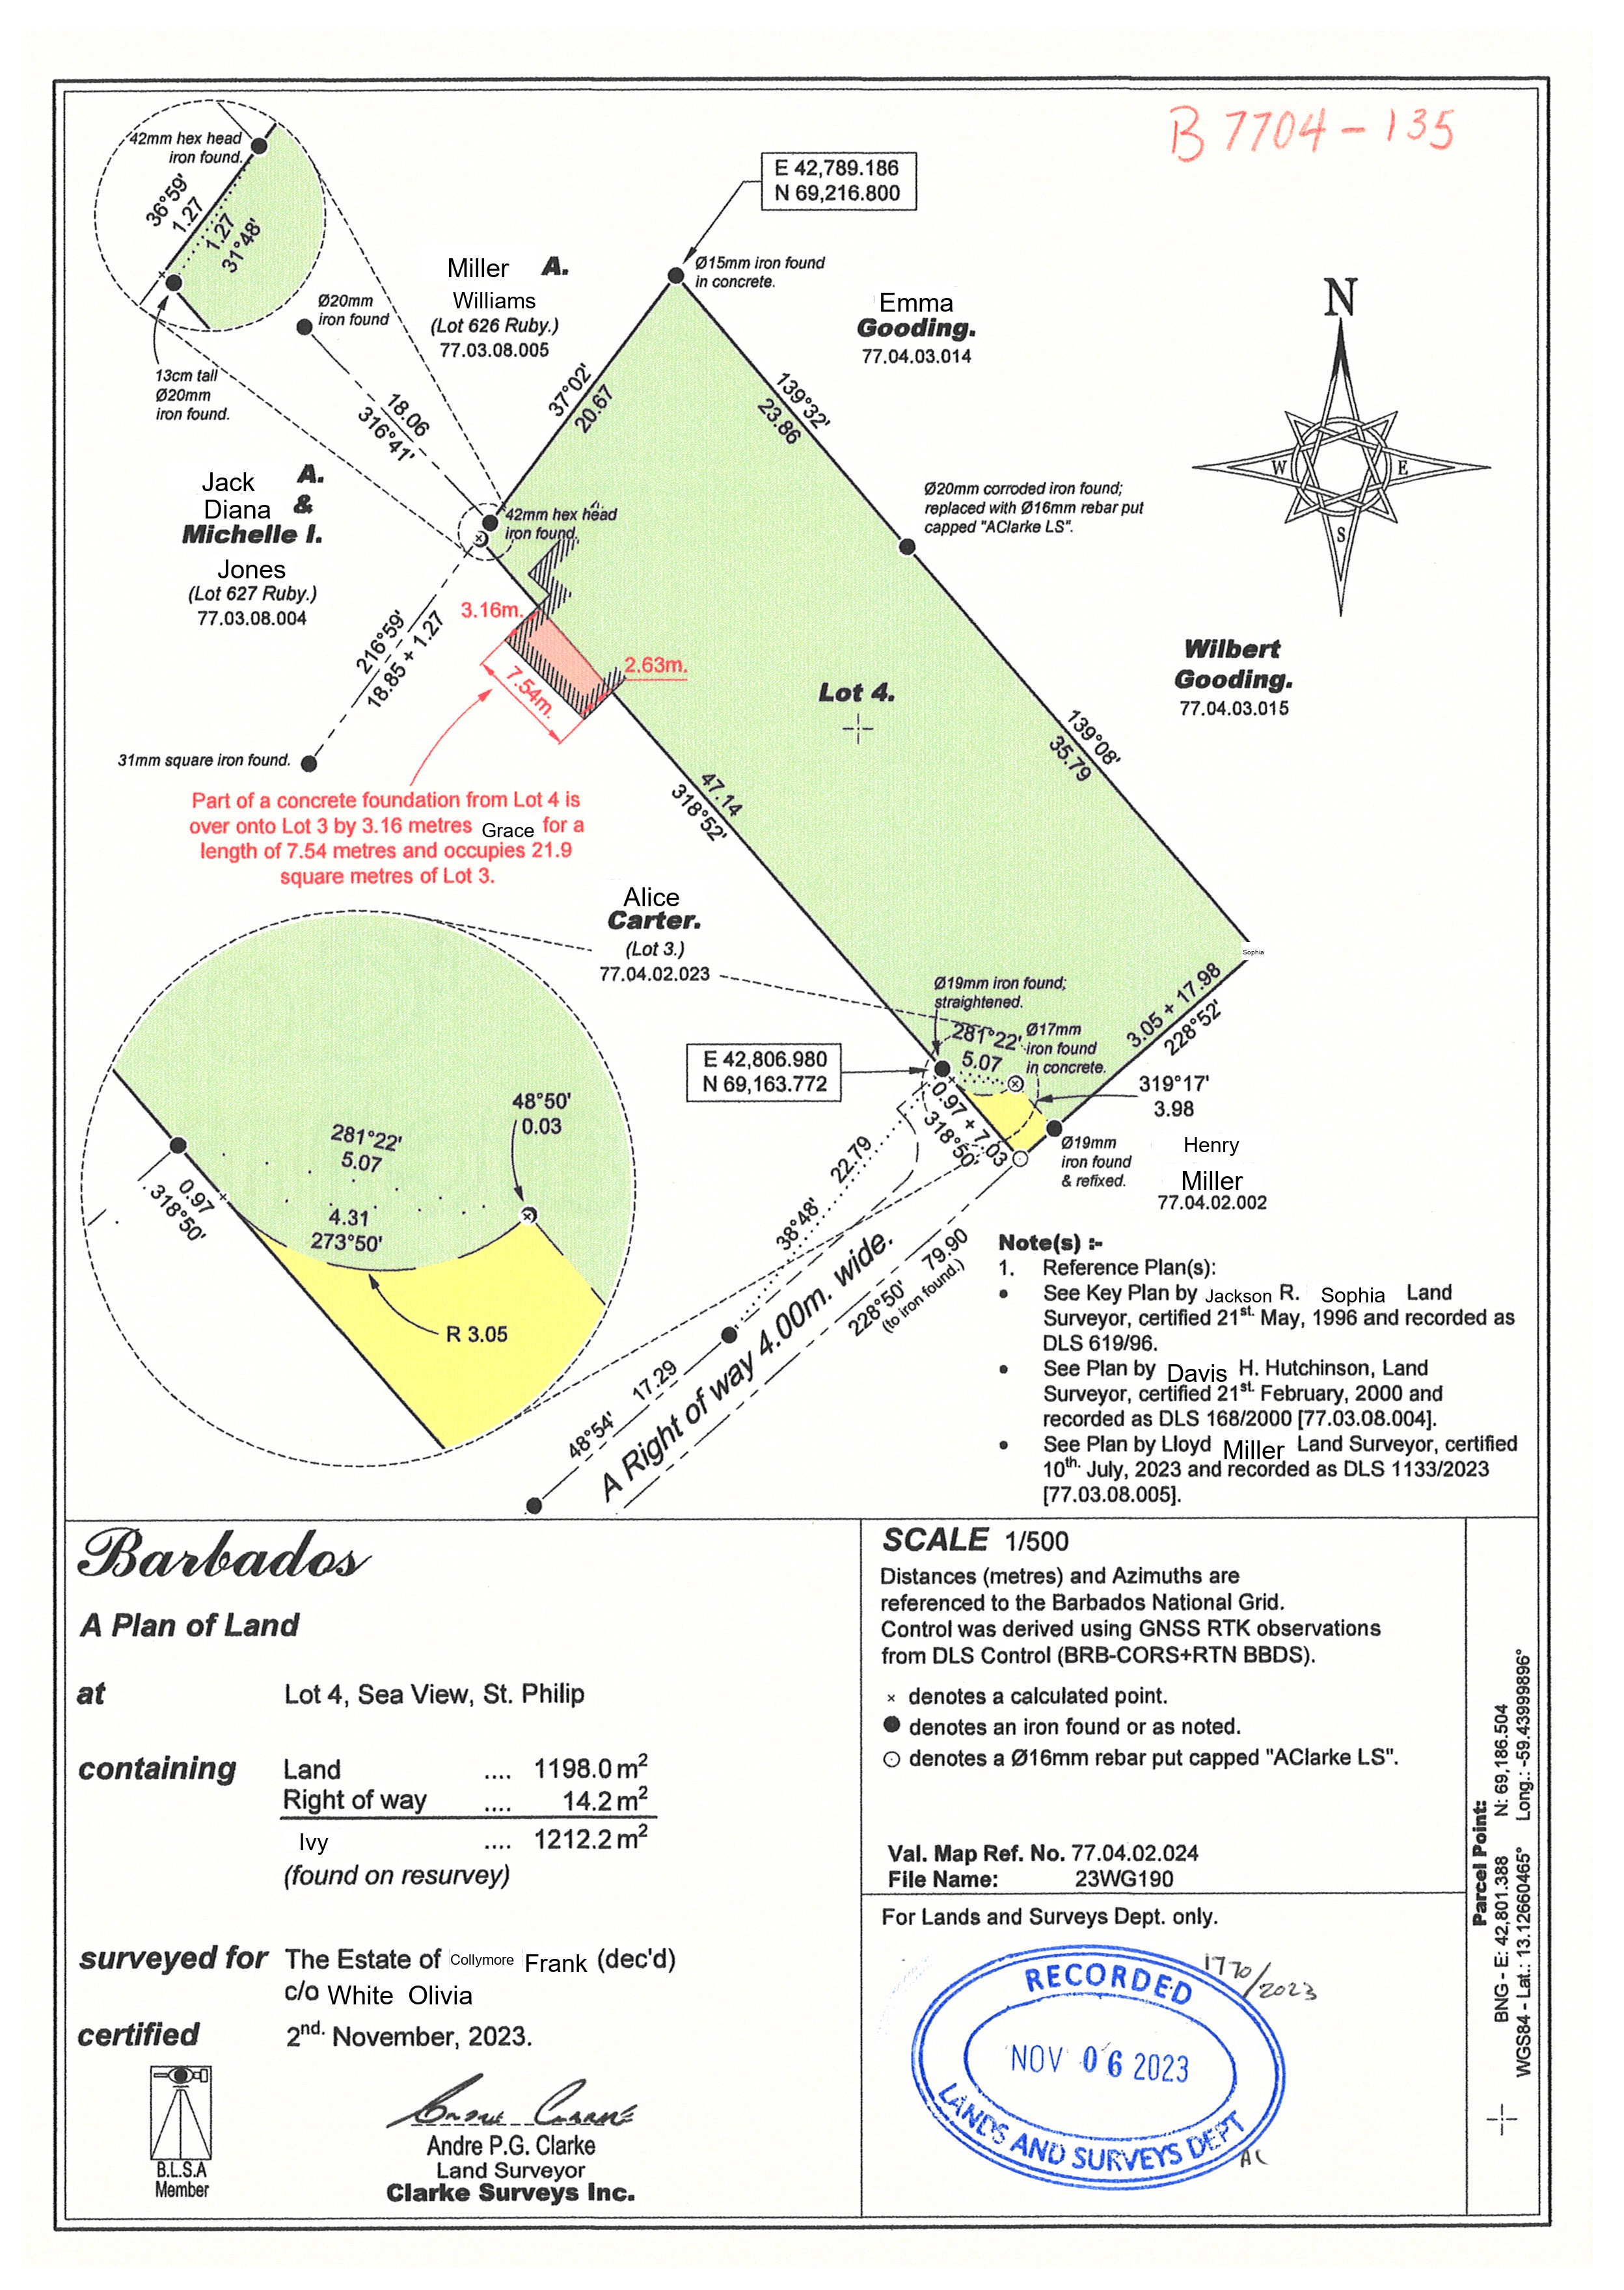 B 7704-135
E 42,789.186
N 69,216.800
42mm hex head
iron found.
36°59'
1.27
1.27
31°48'
Ø20mm
iron found
13cm tall
Ø20mm
iron found.
Miller A.
Williams
(Lot 626 Ruby.)
77.03.08.005
Ø15mm iron found
in concrete.
Emma
Gooding.
77.04.03.014
N
W E
S
37°02'
20.67
139°32'
23.86
18.06
316°41'
Jack A.
Diana &
Michelle I.
Jones
(Lot 627 Ruby.)
77.03.08.004
42mm hex head
iron found.
Ø20mm corroded iron found;
replaced with Ø16mm rebar put
capped "AClarke LS".
3.16m.
2.63m.
7.54m.
216°59'
18.85 + 1.27
31mm square iron found.
Lot 4.
Wilbert
Gooding.
77.04.03.015
139°08'
35.79
47.14
318°52'
Part of a concrete foundation from Lot 4 is
over onto Lot 3 by 3.16 metres Grace for a
length of 7.54 metres and occupies 21.9
square metres of Lot 3.
Alice
Carter.
(Lot 3.)
77.04.02.023
Sophia
3.05 + 17.98
228°52'
Ø19mm iron found;
straightened.
281°22'
5.07
Ø17mm
iron found
in concrete.
E 42,806.980
N 69,163.772
319°17'
3.98
0.97 + 7.03
318°50'
Ø19mm
iron found
& refixed.
Henry
Miller
77.04.02.002
48°50'
0.03
281°22'
5.07
4.31
273°50'
0.97
318°50'
R 3.05
38°48' 22.79
48°54' 17.29
A Right of way 4.00m. wide.
228°50' 79.90
(to iron found.)
Note(s) :-
1. Reference Plan(s):
• See Key Plan by Jackson R. Sophia Land
Surveyor, certified 21st. May, 1996 and recorded as
DLS 619/96.
• See Plan by Davis H. Hutchinson, Land
Surveyor, certified 21st. February, 2000 and
recorded as DLS 168/2000 [77.03.08.004].
• See Plan by Lloyd Miller Land Surveyor, certified
10th. July, 2023 and recorded as DLS 1133/2023
[77.03.08.005].
Barbados
A Plan of Land
at Lot 4, Sea View, St. Philip
containing Land .... 1198.0 m²
Right of way .... 14.2 m²
Ivy .... 1212.2 m²
(found on resurvey)
surveyed for The Estate of Collymore Frank (dec'd)
c/o White Olivia
certified 2nd. November, 2023.
B.L.S.A
Member
Andre P.G. Clarke
Land Surveyor
Clarke Surveys Inc.
SCALE 1/500
Distances (metres) and Azimuths are
referenced to the Barbados National Grid.
Control was derived using GNSS RTK observations
from DLS Control (BRB-CORS+RTN BBDS).
× denotes a calculated point.
● denotes an iron found or as noted.
⊙ denotes a Ø16mm rebar put capped "AClarke LS".
Val. Map Ref. No. 77.04.02.024
File Name: 23WG190
For Lands and Surveys Dept. only.
1770/2023
RECORDED
NOV 06 2023
LANDS AND SURVEYS DEPT
AC
Parcel Point:
BNG - E: 42,801.388 N: 69,186.504
WGS84 - Lat.: 13.12660465° Long.: -59.43999896°